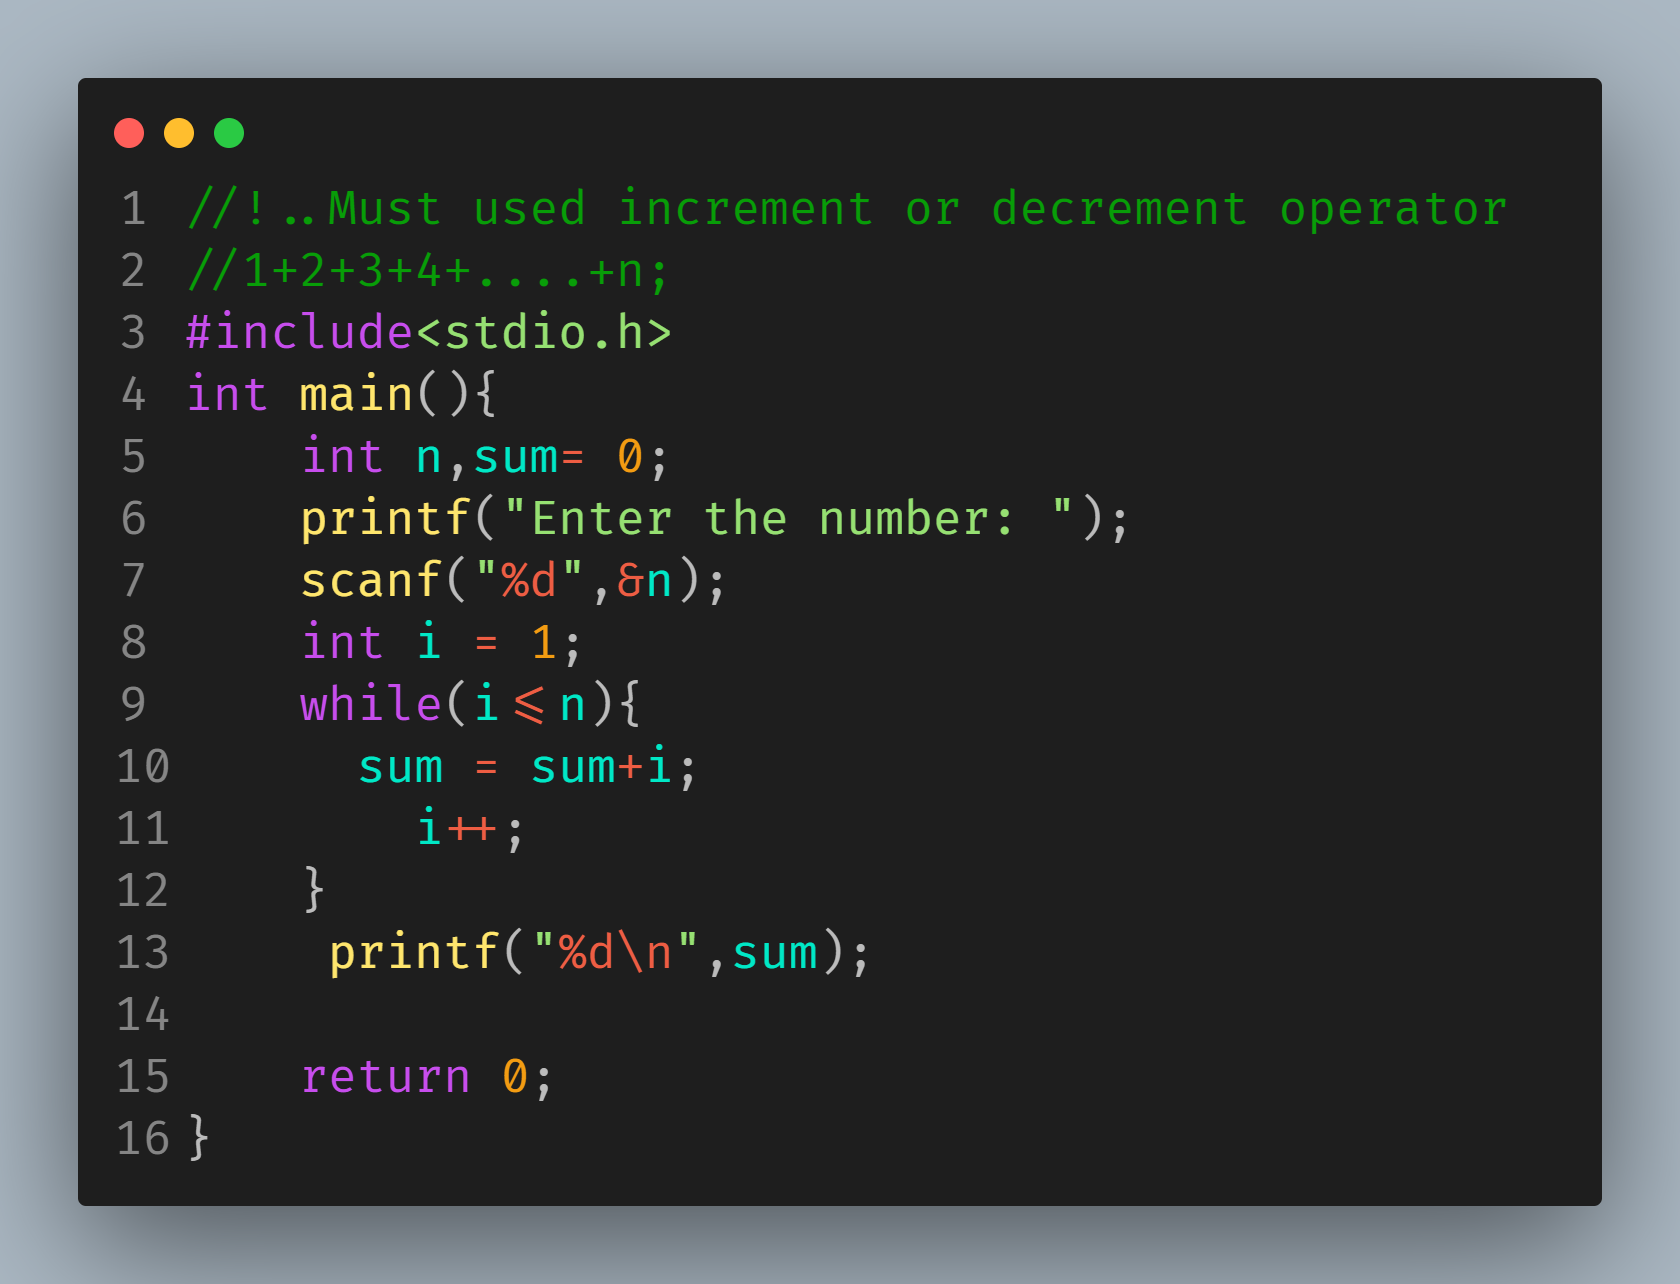 1 //!..Must used increment or decrement operator
2 //1+2+3+4+....+n;
3 #include<stdio.h>
4 int main(){
5     int n,sum= 0;
6     printf("Enter the number: ");
7     scanf("%d",&n);
8     int i = 1;
9     while(i <=n){
10       sum = sum+i;
11         i++;
12     }
13      printf("%d\n",sum);
14
15     return 0;
16 }